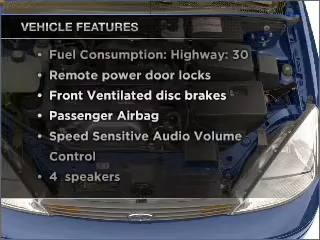 VEHICLE FEATURES
• Fuel Consumption: Highway: 30
• Remote power door locks
• Front Ventilated disc brakes
• Passenger Airbag
• Speed Sensitive Audio Volume
Control
• 4 speakers